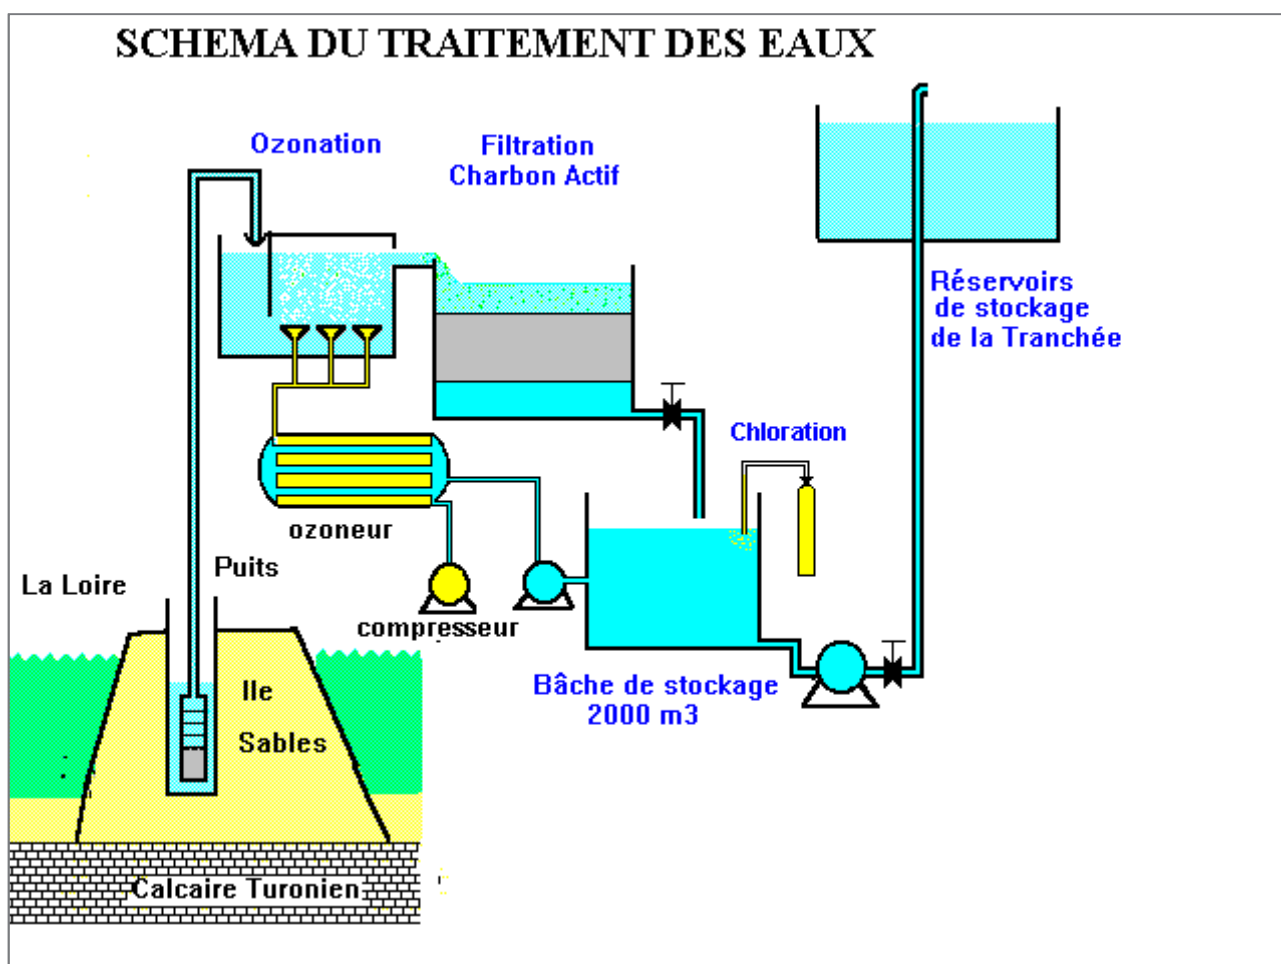 SCHEMA DU TRAITEMENT DES EAUX
Ozonation
Filtration
Charbon Actif
Réservoirs
de stockage
de la Tranchée
Chloration
ozoneur
Puits
La Loire
compresseur
Ile
Sables
Bâche de stockage
2000 m3
Calcaire Turonien